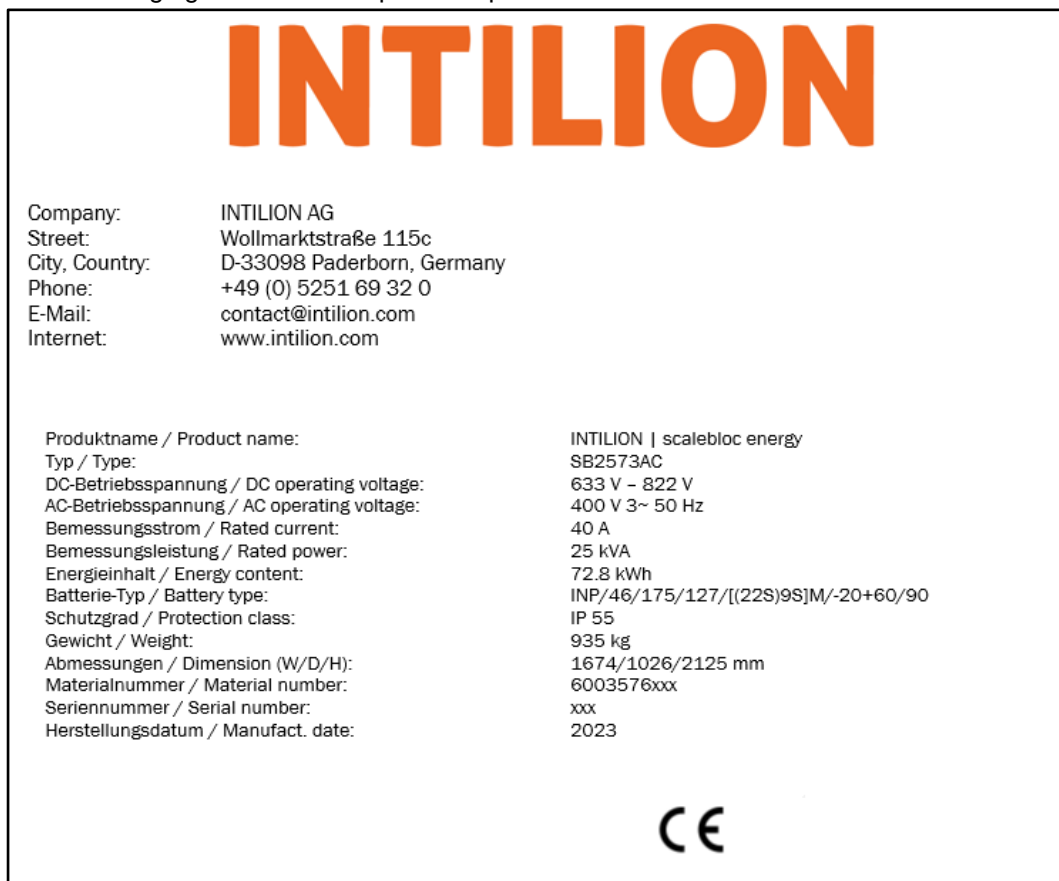 INTILION
Company: INTILION AG
Street: Wollmarktstraße 115c
City, Country: D-33098 Paderborn, Germany
Phone: +49 (0) 5251 69 32 0
E-Mail: contact@intilion.com
Internet: www.intilion.com
Produktname / Product name: INTILION | scalebloc energy
Typ / Type: SB2573AC
DC-Betriebsspannung / DC operating voltage: 633 V – 822 V
AC-Betriebsspannung / AC operating voltage: 400 V 3~ 50 Hz
Bemessungsstrom / Rated current: 40 A
Bemessungsleistung / Rated power: 25 kVA
Energieinhalt / Energy content: 72.8 kWh
Batterie-Typ / Battery type: INP/46/175/127/[(22S)9S]M/-20+60/90
Schutzgrad / Protection class: IP 55
Gewicht / Weight: 935 kg
Abmessungen / Dimension (W/D/H): 1674/1026/2125 mm
Materialnummer / Material number: 6003576xxx
Seriennummer / Serial number: xxx
Herstellungsdatum / Manufact. date: 2023
CE